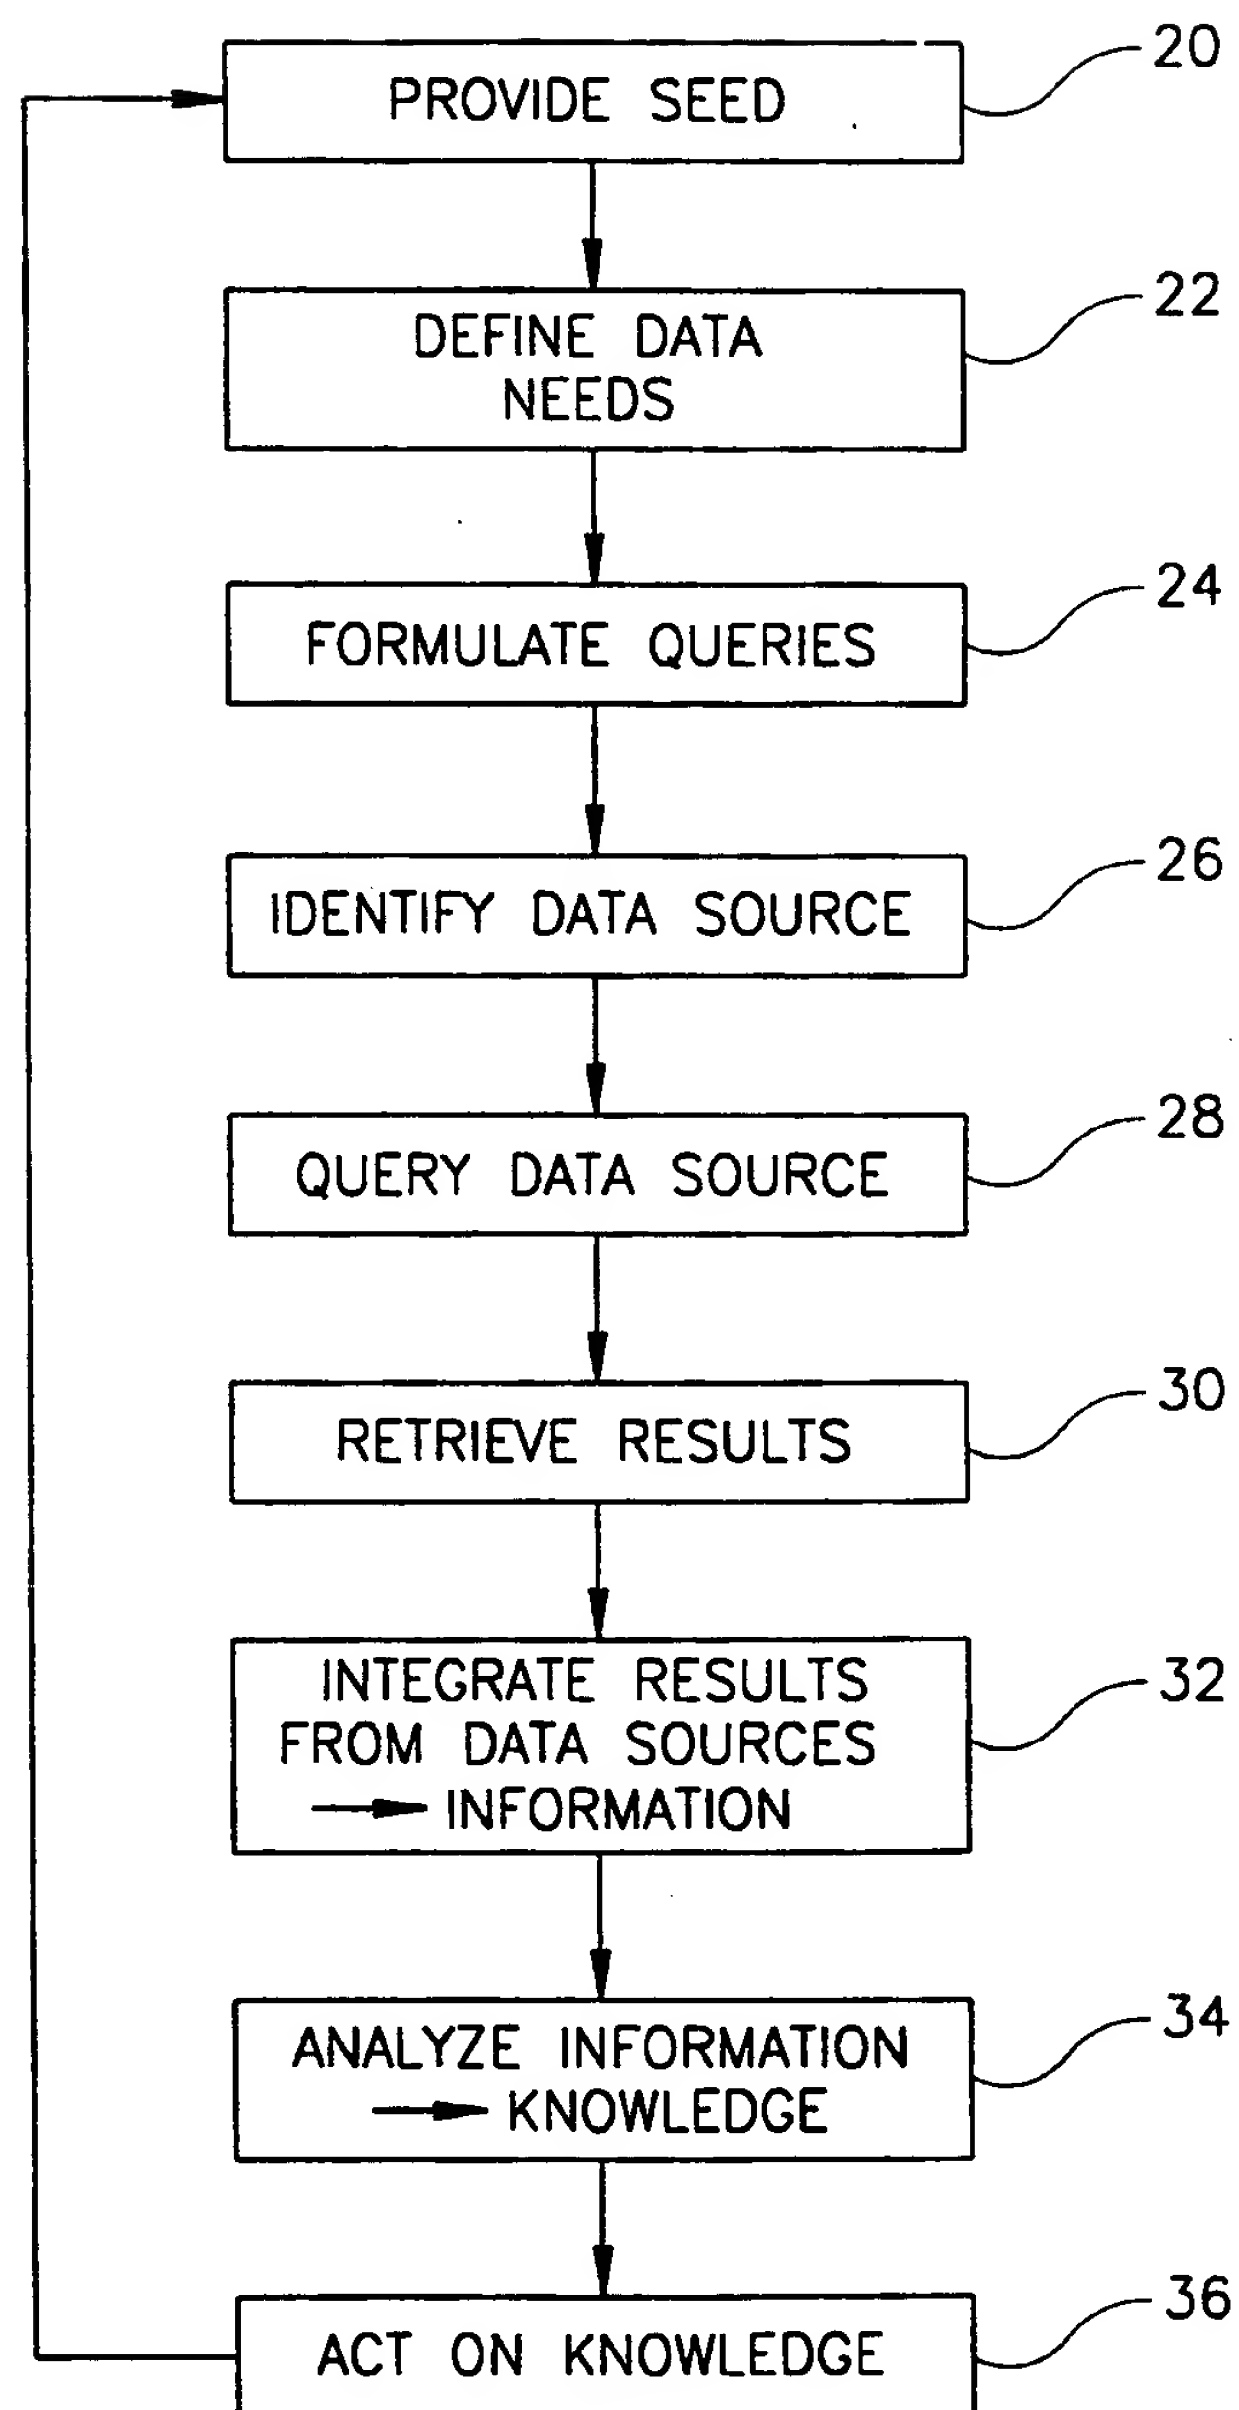 PROVIDE SEED
20
DEFINE DATA
NEEDS
22
FORMULATE QUERIES
24
IDENTIFY DATA SOURCE
26
QUERY DATA SOURCE
28
RETRIEVE RESULTS
30
INTEGRATE RESULTS
FROM DATA SOURCES
→ INFORMATION
32
ANALYZE INFORMATION
→ KNOWLEDGE
34
ACT ON KNOWLEDGE
36